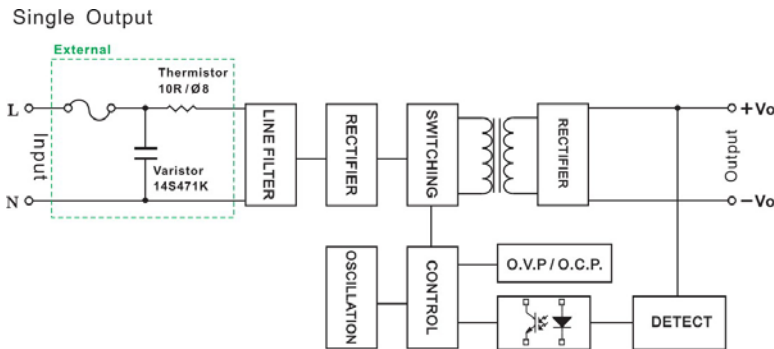 Single Output
External
Thermistor
10R/Ø8
L
Input
N
Varistor
14S471K
LINE FILTER
RECTIFIER
SWITCHING
RECTIFIER
+Vo
Output
−Vo
OSCILLATION
CONTROL
O.V.P/O.C.P.
DETECT